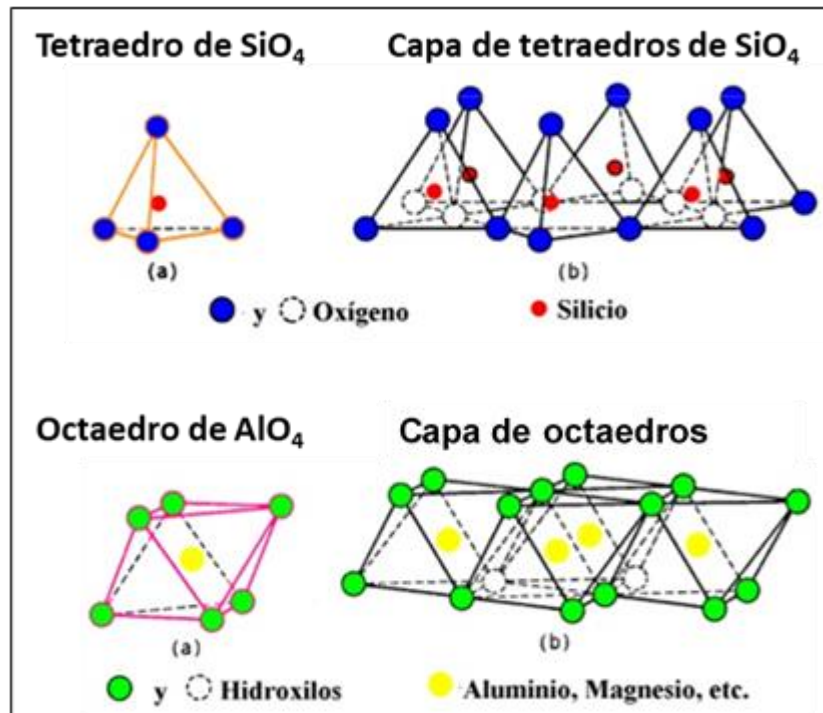 Tetraedro de SiO₄
Capa de tetraedros de SiO₄
(a)
(b)
y Oxígeno
Silicio
Octaedro de AlO₄
Capa de octaedros
(a)
(b)
y Hidroxilos
Aluminio, Magnesio, etc.